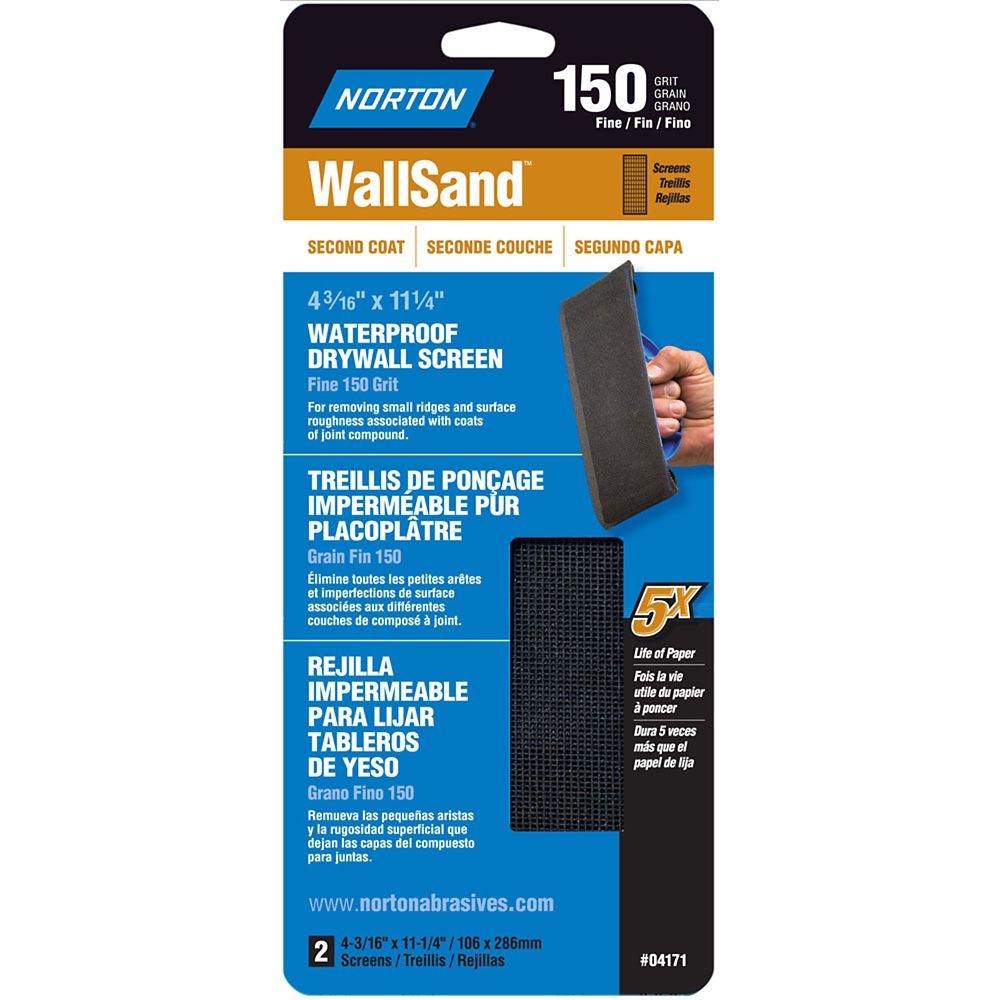 NORTON®
150
GRIT
GRAIN
GRANO
Fine / Fin / Fino
WallSand™
Screens
Treillis
Rejillas
SECOND COAT
SECONDE COUCHE
SEGUNDO CAPA
4 3/16" x 11 1/4"
WATERPROOF
DRYWALL SCREEN
Fine 150 Grit
For removing small ridges and surface
roughness associated with coats
of joint compound.
TREILLIS DE PONÇAGE
IMPERMÉABLE PUR
PLACOPLÂTRE
Grain Fin 150
Élimine toutes les petites arêtes
et imperfections de surface
associées aux différentes
couches de composé à joint.
5X
Life of Paper
Fois la vie
utile du papier
à poncer
Dura 5 veces
más que el
papel de lija
REJILLA
IMPERMEABLE
PARA LIJAR
TABLEROS
DE YESO
Grano Fino 150
Remueva las pequeñas aristas
y la rugosidad superficial que
dejan las capas del compuesto
para juntas.
www.nortonabrasives.com
2
4-3/16" x 11-1/4" / 106 x 286mm
Screens / Treillis / Rejillas
#04171